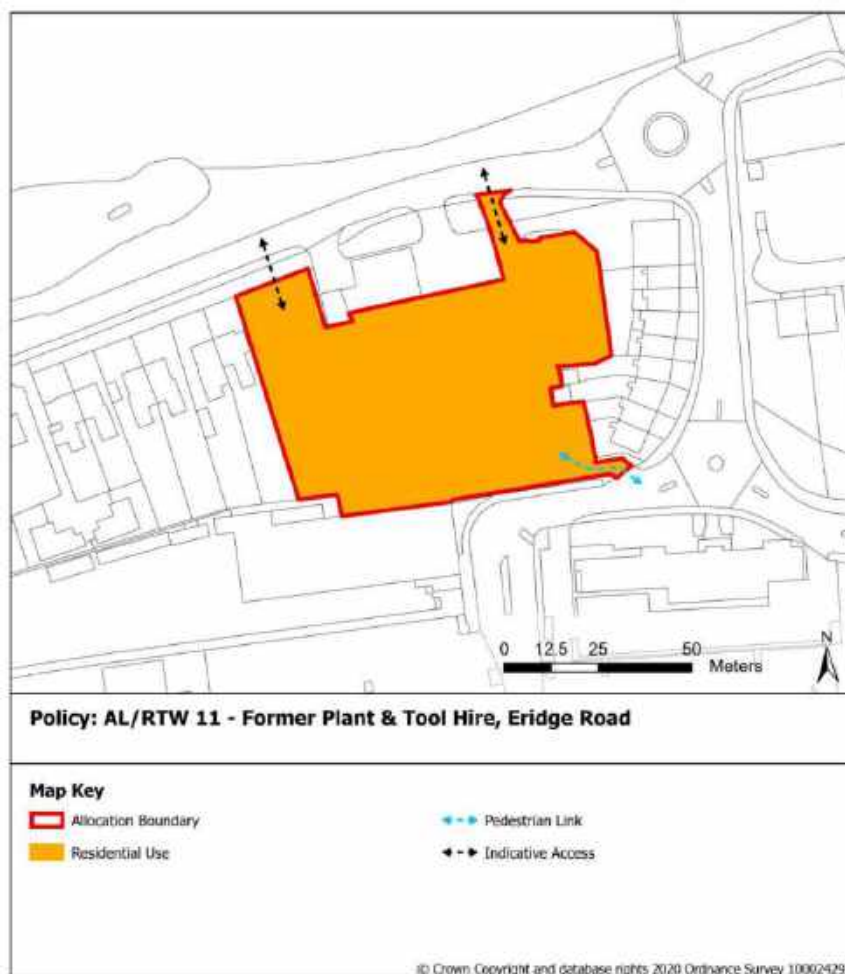 0 12.5 25 50
Meters
N
Policy: AL/RTW 11 - Former Plant & Tool Hire, Eridge Road
Map Key
Allocation Boundary
Pedestrian Link
Residential Use
Indicative Access
© Crown Copyright and database rights 2020 Ordnance Survey 10002429